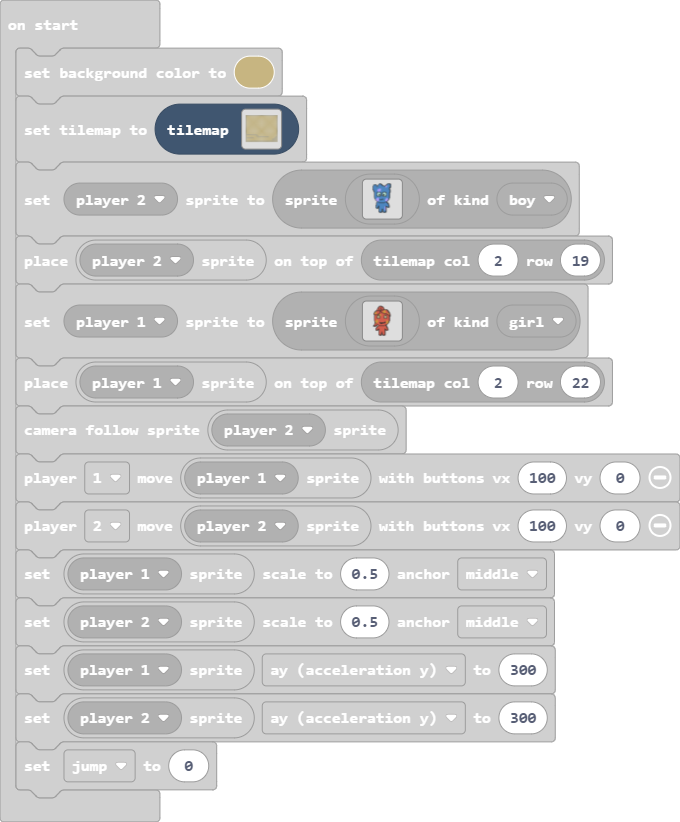 on start
set background color to
set tilemap to tilemap
set player 2 sprite to sprite of kind boy
place player 2 sprite on top of tilemap col 2 row 19
set player 1 sprite to sprite of kind girl
place player 1 sprite on top of tilemap col 2 row 22
camera follow sprite player 2 sprite
player 1 move player 1 sprite with buttons vx 100 vy 0
player 2 move player 2 sprite with buttons vx 100 vy 0
set player 1 sprite scale to 0.5 anchor middle
set player 2 sprite scale to 0.5 anchor middle
set player 1 sprite ay (acceleration y) to 300
set player 2 sprite ay (acceleration y) to 300
set jump to 0